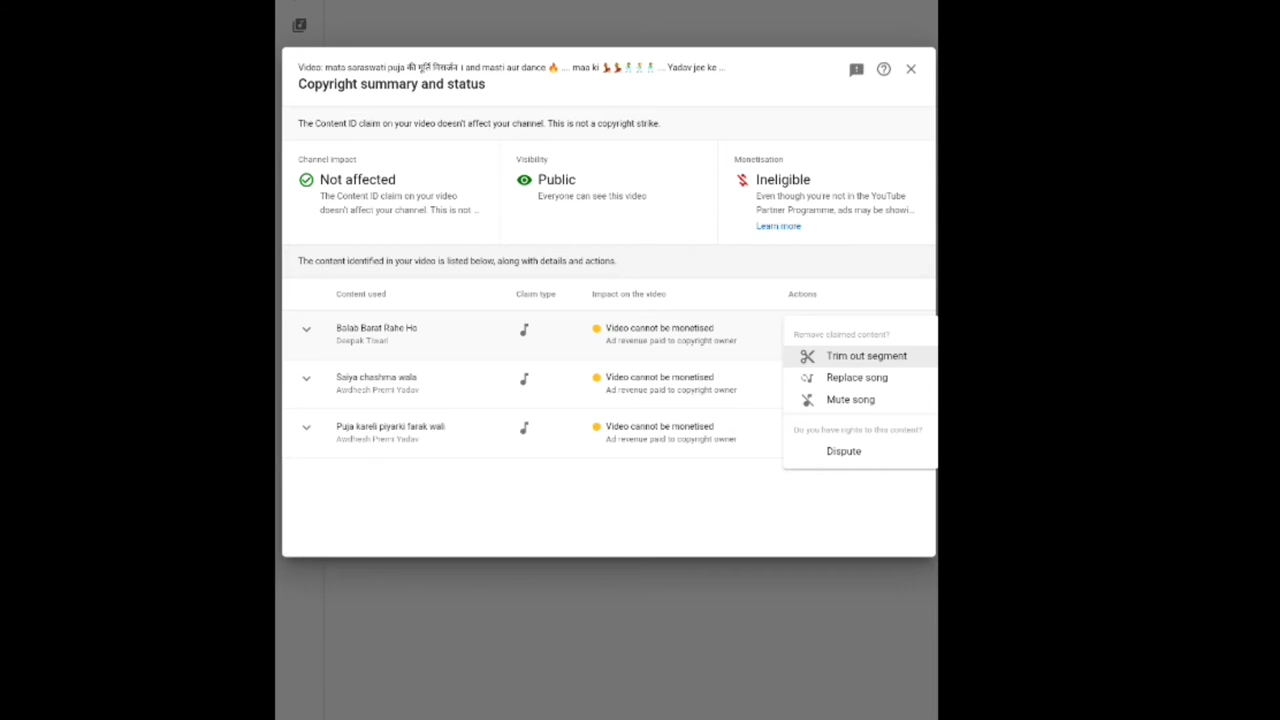 Video: mata saraswati puja की मूर्ति विसर्जन । and masti aur dance 🔥 .... maa ki 💃💃🕺🕺🕺 ... Yadav jee ke ...
Copyright summary and status
The Content ID claim on your video doesn't affect your channel. This is not a copyright strike.
Channel impact
Not affected
The Content ID claim on your video
doesn't affect your channel. This is not ...
Visibility
Public
Everyone can see this video
Monetisation
Ineligible
Even though you're not in the YouTube
Partner Programme, ads may be showi...
Learn more
The content identified in your video is listed below, along with details and actions.
Content used Claim type Impact on the video Actions
Balab Barat Rahe Ho
Deepak Tiwari
Video cannot be monetised
Ad revenue paid to copyright owner
Saiya chashma wala
Awdhesh Premi Yadav
Video cannot be monetised
Ad revenue paid to copyright owner
Puja kareli piyarki farak wali
Awdhesh Premi Yadav
Video cannot be monetised
Ad revenue paid to copyright owner
Remove claimed content?
Trim out segment
Replace song
Mute song
Do you have rights to this content?
Dispute